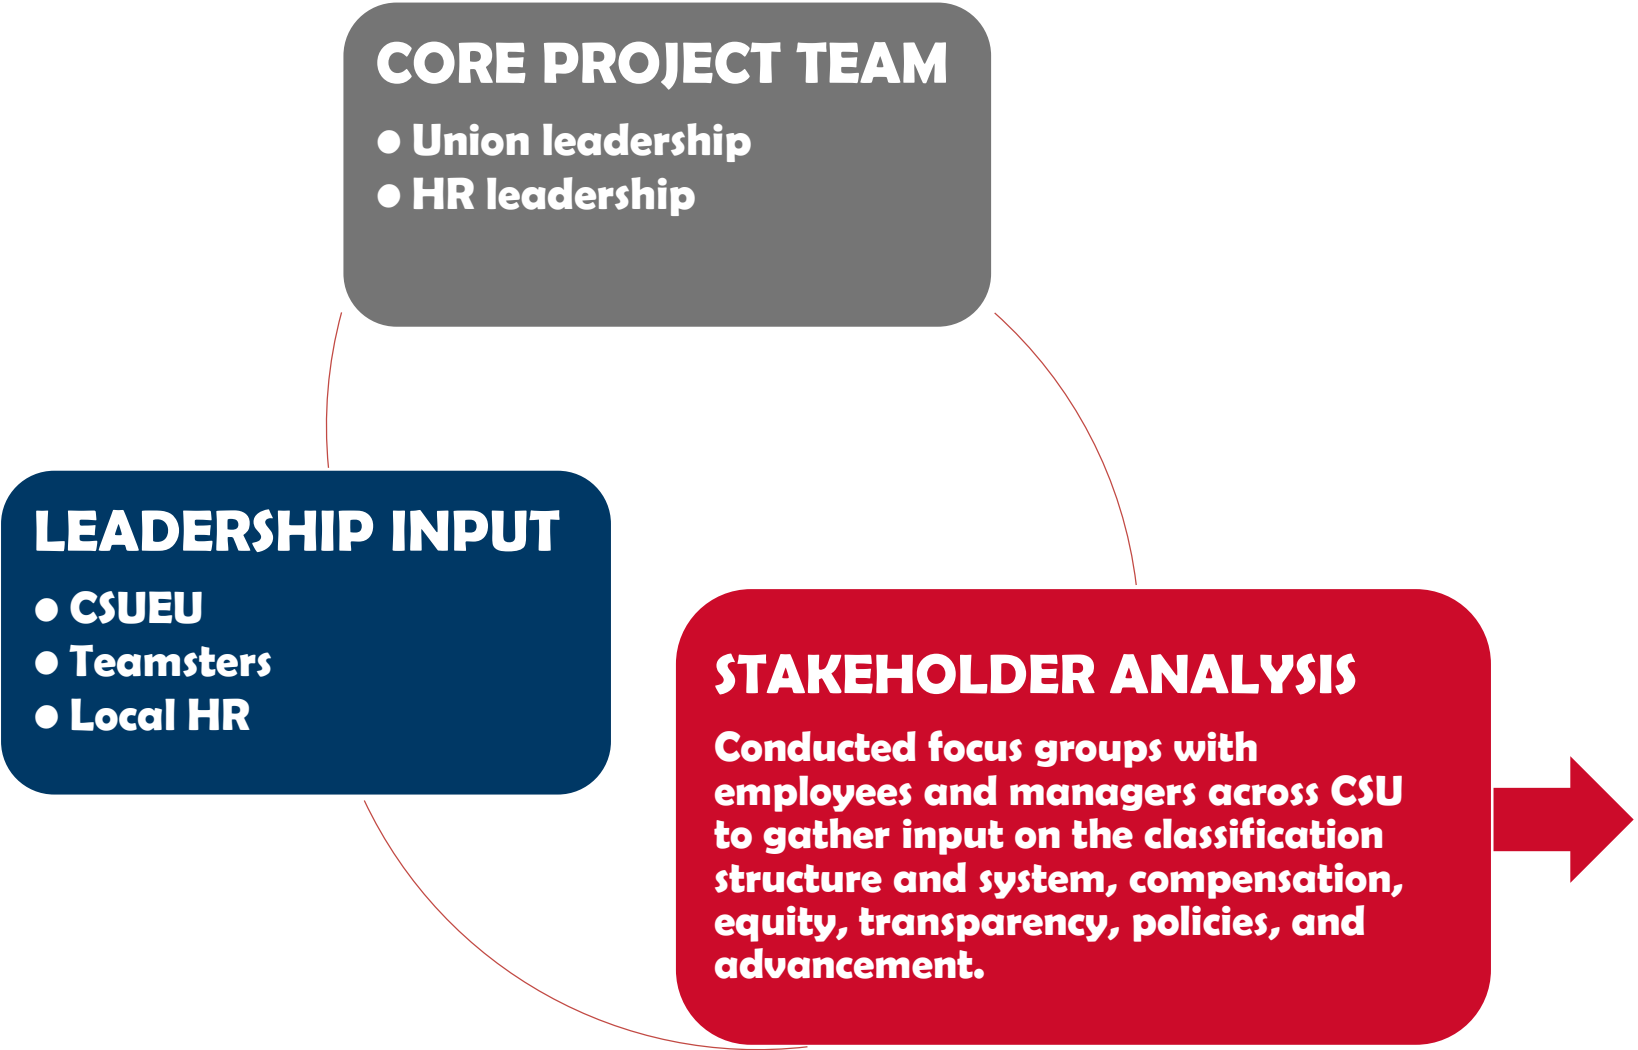 CORE PROJECT TEAM
• Union leadership
• HR leadership
LEADERSHIP INPUT
• CSUEU
• Teamsters
• Local HR
STAKEHOLDER ANALYSIS
Conducted focus groups with
employees and managers across CSU
to gather input on the classification
structure and system, compensation,
equity, transparency, policies, and
advancement.